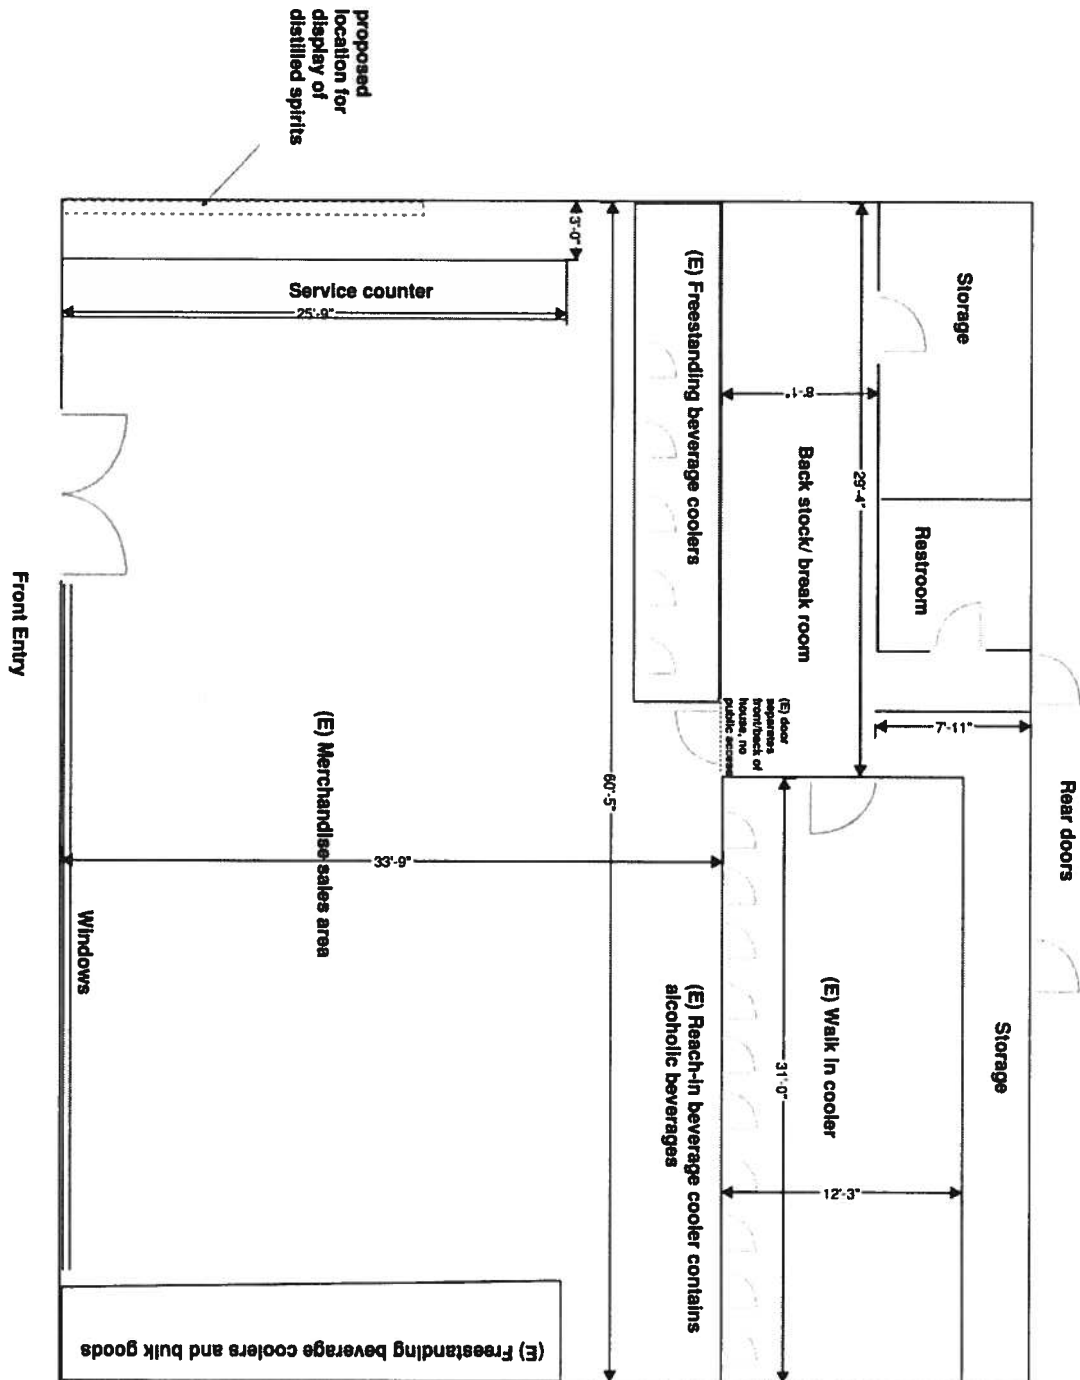 proposed
location for
display of
distilled spirits
3'-0"
Service counter
25'-9"
(E) Freestanding beverage coolers
Storage
8'-1"
Back stock/ break room
29'-4"
Restroom
Front Entry
(E) door
separates
front/back of
house, no
public access
7'-11"
Rear doors
(E) Merchandise sales area
60'-5"
33'-9"
Windows
(E) Reach-in beverage cooler contains
alcoholic beverages
(E) Walk in cooler
31'-0"
12'-3"
Storage
(E) Freestanding beverage coolers and bulk goods